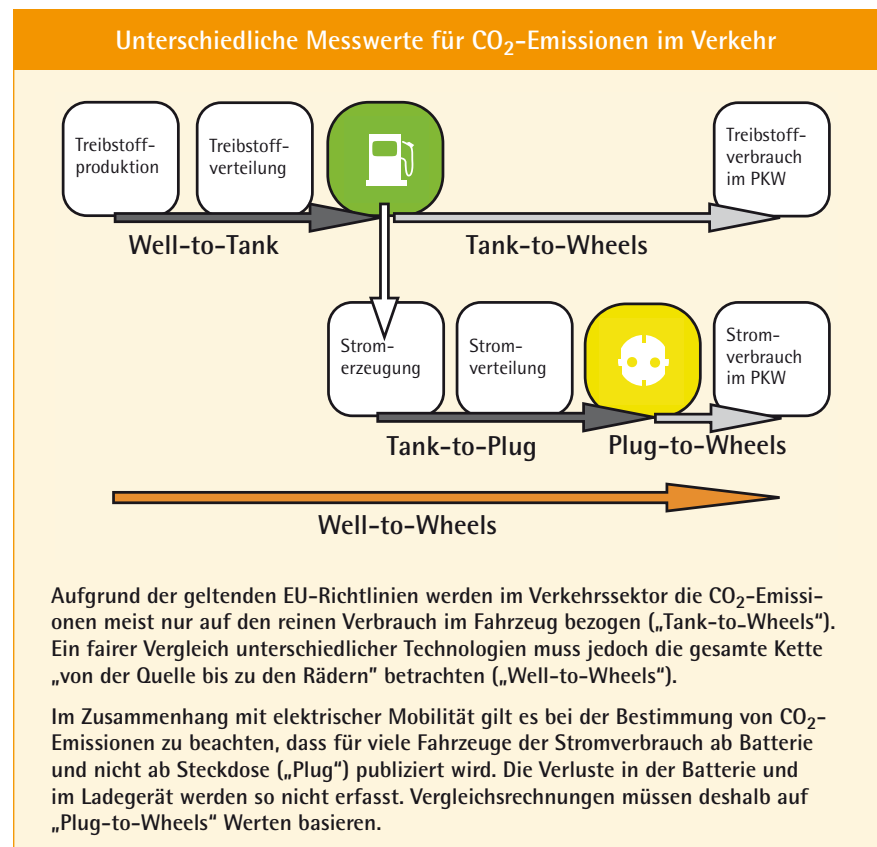 Unterschiedliche Messwerte für CO₂-Emissionen im Verkehr
Treibstoff-
produktion
Treibstoff-
verteilung
Treibstoff-
verbrauch
im PKW
Well-to-Tank
Tank-to-Wheels
Strom-
erzeugung
Strom-
verteilung
Strom-
verbrauch
im PKW
Tank-to-Plug
Plug-to-Wheels
Well-to-Wheels
Aufgrund der geltenden EU-Richtlinien werden im Verkehrssektor die CO₂-Emissi-
onen meist nur auf den reinen Verbrauch im Fahrzeug bezogen („Tank-to-Wheels“).
Ein fairer Vergleich unterschiedlicher Technologien muss jedoch die gesamte Kette
„von der Quelle bis zu den Rädern” betrachten („Well-to-Wheels“).
Im Zusammenhang mit elektrischer Mobilität gilt es bei der Bestimmung von CO₂-
Emissionen zu beachten, dass für viele Fahrzeuge der Stromverbrauch ab Batterie
und nicht ab Steckdose („Plug“) publiziert wird. Die Verluste in der Batterie und
im Ladegerät werden so nicht erfasst. Vergleichsrechnungen müssen deshalb auf
„Plug-to-Wheels“ Werten basieren.